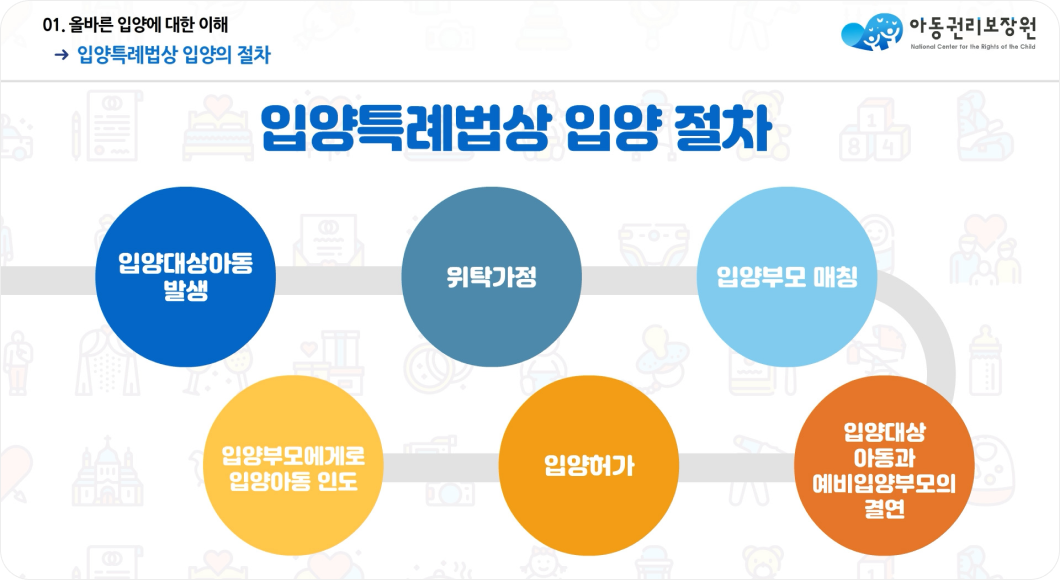 01. 올바른 입양에 대한 이해
→ 입양특례법상 입양의 절차
아동권리보장원
National Center for the Rights of the Child
입양특례법상 입양 절차
입양대상아동
발생
위탁가정
입양부모 매칭
입양대상
아동과
예비입양부모의
결연
입양허가
입양부모에게로
입양아동 인도
1
8 4
1